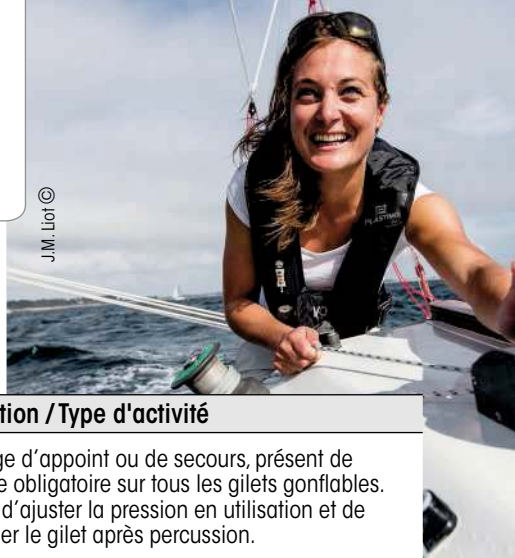 J.M. Liot ©
PLASTIMO
tion / Type d'activité
ge d'appoint ou de secours, présent de
e obligatoire sur tous les gilets gonflables.
d'ajuster la pression en utilisation et de
er le gilet après percussion.